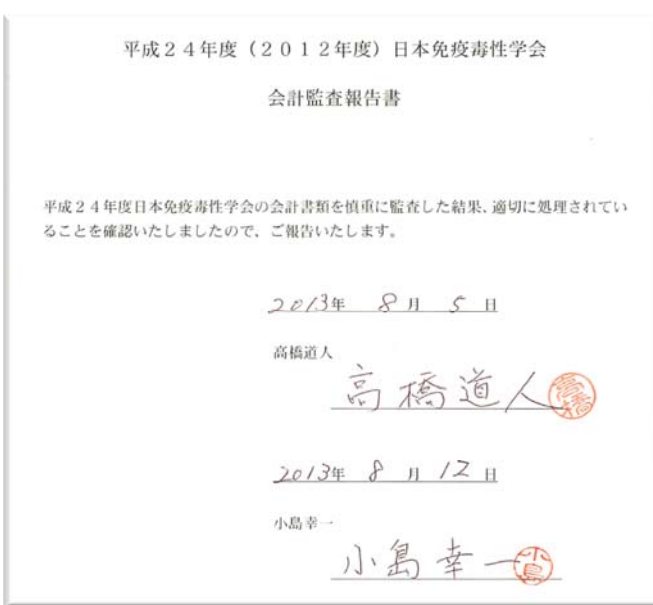 平成２４年度（２０１２年度）日本免疫毒性学会
会計監査報告書
平成２４年度日本免疫毒性学会の会計書類を慎重に監査した結果、適切に処理されてい
ることを確認いたしましたので、ご報告いたします。
2013年 8月 5日
高橋道人
高橋道人 高橋
2013年 8月 12日
小島幸一
小島幸一 小島